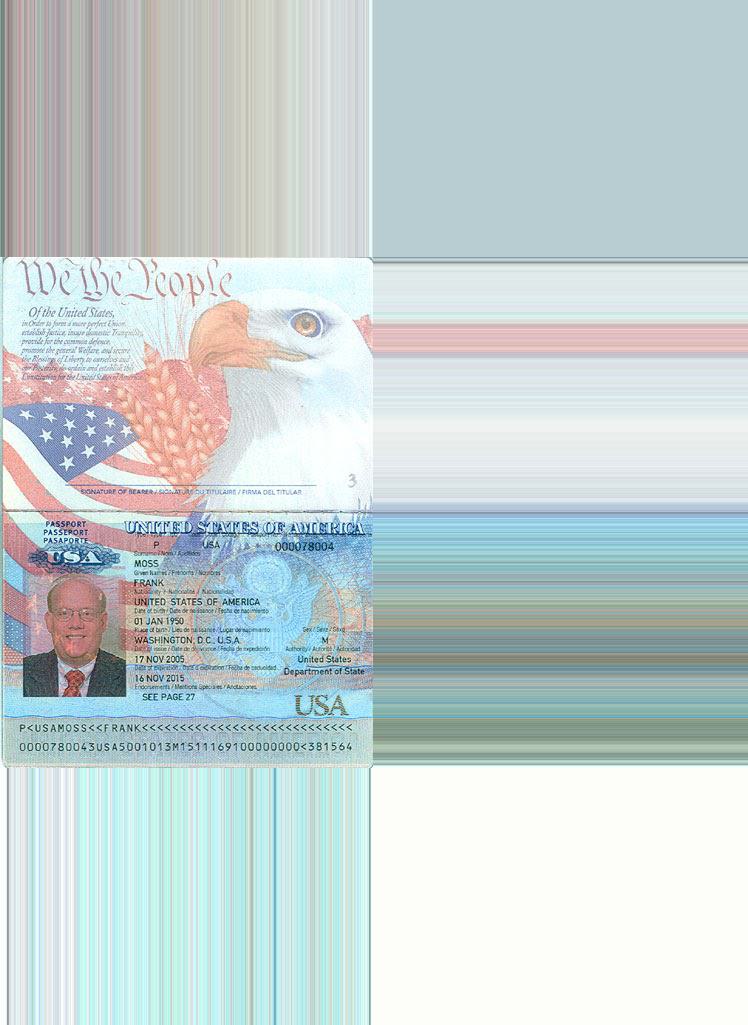 We the People
Of the United States,
in Order to form a more perfect Union,
establish Justice, insure domestic Tranquility,
provide for the common defence,
promote the general Welfare, and secure
the Blessings of Liberty to ourselves and
our Posterity, do ordain and establish this
Constitution for the United States of America.
3
SIGNATURE OF BEARER / SIGNATURE DU TITULAIRE / FIRMA DEL TITULAR
PASSPORT
PASSEPORT
PASAPORTE
USA
UNITED STATES OF AMERICA
P USA 000078004
Surname / Nom / Apellidos
MOSS
Given Names / Prénoms / Nombres
FRANK
Nationality / Nationalité / Nacionalidad
UNITED STATES OF AMERICA
Date of birth / Date de naissance / Fecha de nacimiento
01 JAN 1950
Place of birth / Lieu de naissance / Lugar de nacimiento Sex / Sexe / Sexo
WASHINGTON, D.C., U.S.A. M
Date of issue / Date de délivrance / Fecha de expedición Authority / Autorité / Autoridad
17 NOV 2005 United States
Date of expiration / Date d'expiration / Fecha de caducidad Department of State
16 NOV 2015
Endorsements / Mentions Spéciales / Anotaciones
SEE PAGE 27
USA
P<USAMOSS<<FRANK<<<<<<<<<<<<<<<<<<<<<<<<<<<<
0000780043USA5001013M1511169100000000<381564